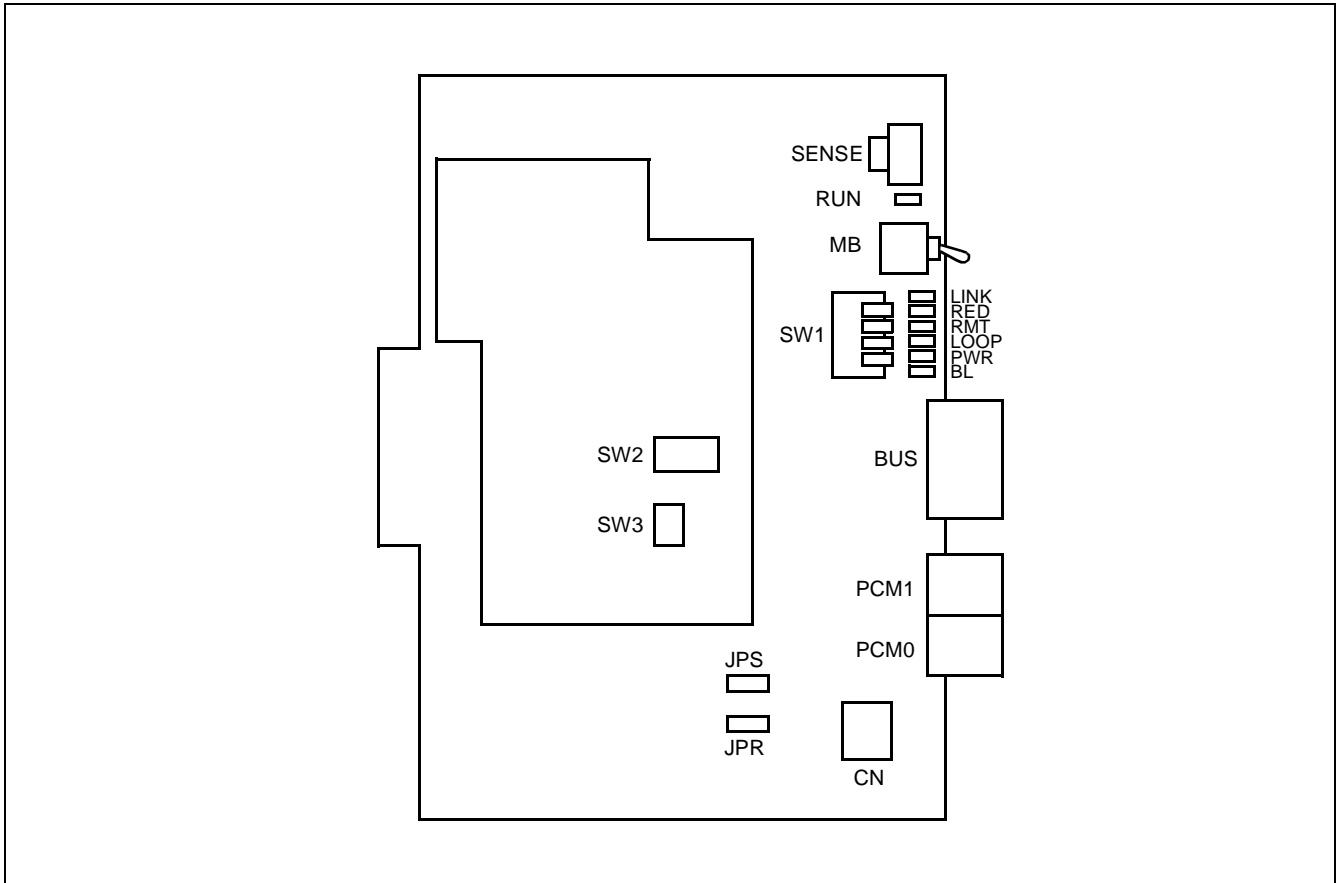 SENSE
RUN
MB
LINK
RED
RMT
LOOP
PWR
BL
SW1
SW2
BUS
SW3
PCM1
PCM0
JPS
JPR
CN